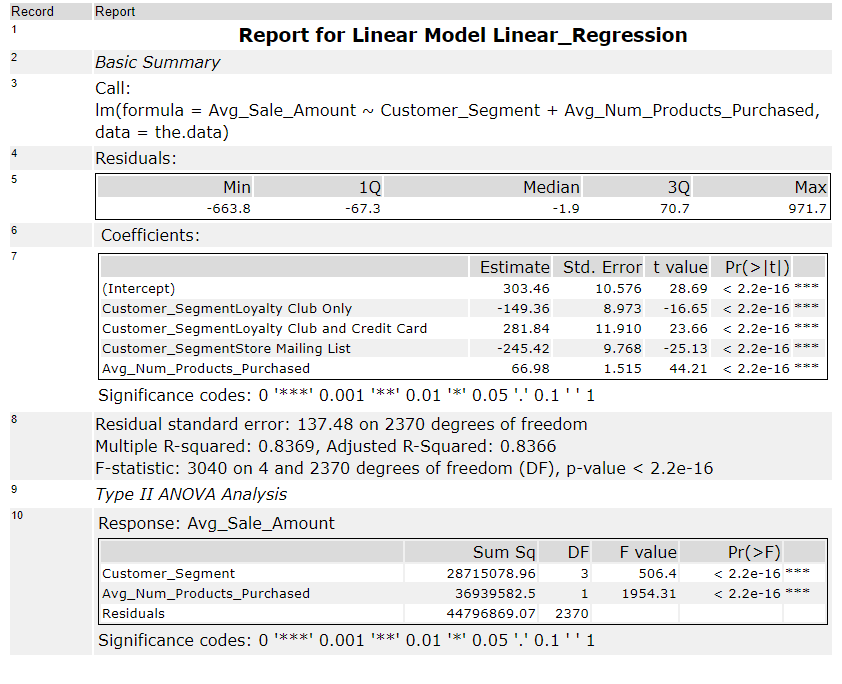 Record Report
1 Report for Linear Model Linear_Regression
2 Basic Summary
3 Call:
lm(formula = Avg_Sale_Amount ~ Customer_Segment + Avg_Num_Products_Purchased,
data = the.data)
4 Residuals:
5 Min 1Q Median 3Q Max
-663.8 -67.3 -1.9 70.7 971.7
6 Coefficients:
7 Estimate Std. Error t value Pr(>|t|)
(Intercept) 303.46 10.576 28.69 < 2.2e-16 ***
Customer_SegmentLoyalty Club Only -149.36 8.973 -16.65 < 2.2e-16 ***
Customer_SegmentLoyalty Club and Credit Card 281.84 11.910 23.66 < 2.2e-16 ***
Customer_SegmentStore Mailing List -245.42 9.768 -25.13 < 2.2e-16 ***
Avg_Num_Products_Purchased 66.98 1.515 44.21 < 2.2e-16 ***
Significance codes: 0 '***' 0.001 '**' 0.01 '*' 0.05 '.' 0.1 ' ' 1
8 Residual standard error: 137.48 on 2370 degrees of freedom
Multiple R-squared: 0.8369, Adjusted R-Squared: 0.8366
F-statistic: 3040 on 4 and 2370 degrees of freedom (DF), p-value < 2.2e-16
9 Type II ANOVA Analysis
10 Response: Avg_Sale_Amount
Sum Sq DF F value Pr(>F)
Customer_Segment 28715078.96 3 506.4 < 2.2e-16 ***
Avg_Num_Products_Purchased 36939582.5 1 1954.31 < 2.2e-16 ***
Residuals 44796869.07 2370
Significance codes: 0 '***' 0.001 '**' 0.01 '*' 0.05 '.' 0.1 ' ' 1